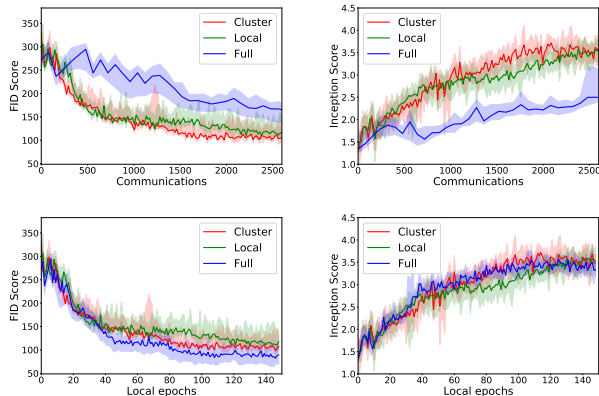 FID Score
350
300
250
200
150
100
50
0
500
1000
1500
2000
2500
Communications
Cluster
Local
Full
Inception Score
4.5
4.0
3.5
3.0
2.5
2.0
1.5
1.0
0
500
1000
1500
2000
2500
Communications
Cluster
Local
Full
FID Score
350
300
250
200
150
100
50
0
20
40
60
80
100
120
140
Local epochs
Cluster
Local
Full
Inception Score
4.5
4.0
3.5
3.0
2.5
2.0
1.5
1.0
0
20
40
60
80
100
120
140
Local epochs
Cluster
Local
Full